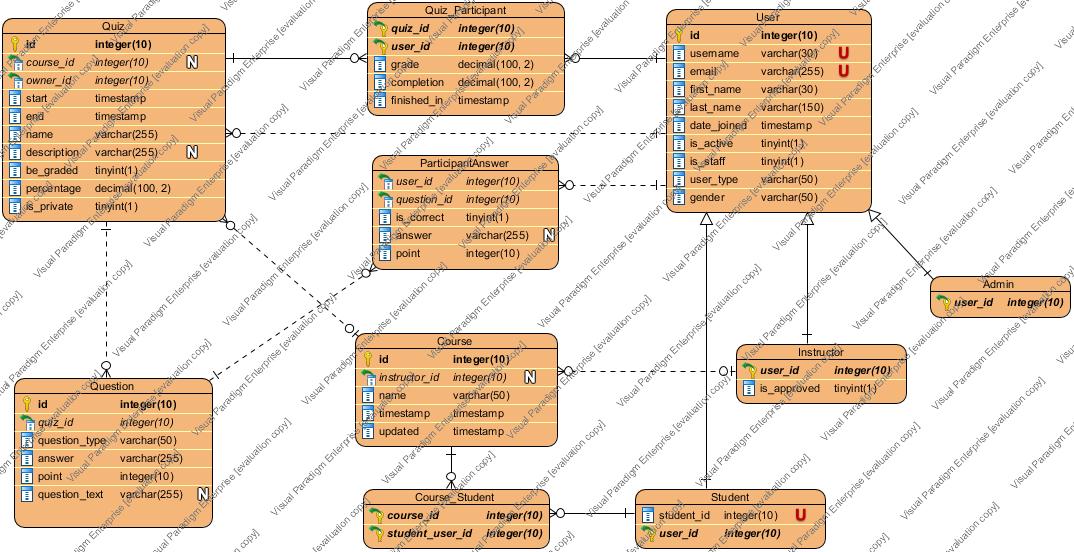 Quiz
id integer(10)
course_id integer(10) N
owner_id integer(10)
start timestamp
end timestamp
name varchar(255)
description varchar(255) N
be_graded tinyint(1)
percentage decimal(100, 2)
is_private tinyint(1)
Quiz_Participant
quiz_id integer(10)
user_id integer(10)
grade decimal(100, 2)
completion decimal(100, 2)
finished_in timestamp
User
id integer(10)
username varchar(30) U
email varchar(255) U
first_name varchar(30)
last_name varchar(150)
date_joined timestamp
is_active tinyint(1)
is_staff tinyint(1)
user_type varchar(50)
gender varchar(50)
ParticipantAnswer
user_id integer(10)
question_id integer(10)
is_correct tinyint(1)
answer varchar(255) N
point integer(10)
Admin
user_id integer(10)
Course
id integer(10)
instructor_id integer(10) N
name varchar(50)
timestamp timestamp
updated timestamp
Instructor
user_id integer(10)
is_approved tinyint(1)
Question
id integer(10)
quiz_id integer(10)
question_type varchar(50)
answer varchar(255)
point integer(10)
question_text varchar(255) N
Course_Student
course_id integer(10)
student_user_id integer(10)
Student
student_id integer(10) U
user_id integer(10)
Visual Paradigm Enterprise [evaluation copy]